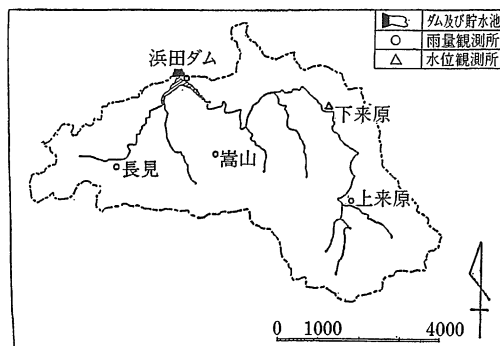 ダム及び貯水池
雨量観測所
水位観測所
浜田ダム
下来原
嵩山
長見
上来原
0 1000 4000